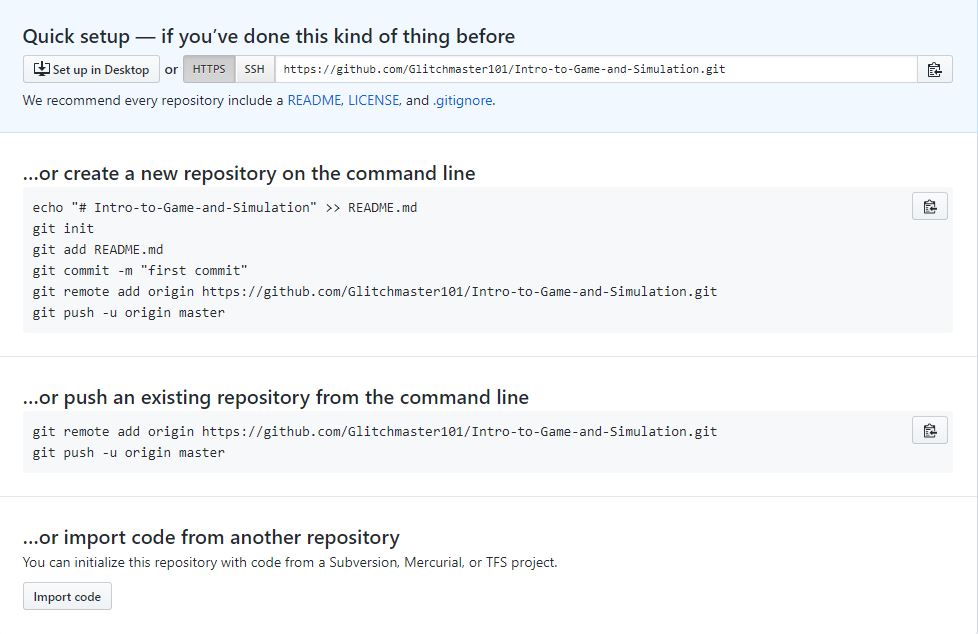 Quick setup — if you’ve done this kind of thing before
Set up in Desktop or HTTPS SSH https://github.com/Glitchmaster101/Intro-to-Game-and-Simulation.git
We recommend every repository include a README, LICENSE, and .gitignore.
...or create a new repository on the command line
echo "# Intro-to-Game-and-Simulation" >> README.md
git init
git add README.md
git commit -m "first commit"
git remote add origin https://github.com/Glitchmaster101/Intro-to-Game-and-Simulation.git
git push -u origin master
...or push an existing repository from the command line
git remote add origin https://github.com/Glitchmaster101/Intro-to-Game-and-Simulation.git
git push -u origin master
...or import code from another repository
You can initialize this repository with code from a Subversion, Mercurial, or TFS project.
Import code